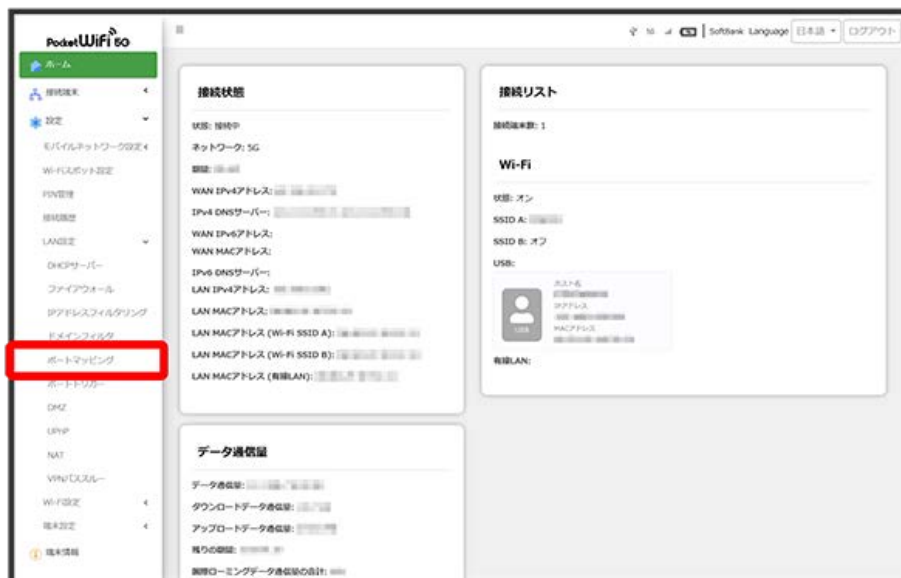 Pocket WiFi 5G
SoftBank Language 日本語 ログアウト
ホーム
接続端末
設定
モバイルネットワーク設定
Wi-Fiスポット設定
PIN管理
接続履歴
LAN設定
DHCPサーバー
ファイアウォール
IPアドレスフィルタリング
ドメインフィルタ
ポートマッピング
ポートトリガー
DMZ
UPnP
NAT
VPNパススルー
Wi-Fi設定
端末設定
端末情報
接続状態
状態: 接続中
ネットワーク: 5G
WAN IPv4アドレス:
IPv4 DNSサーバー:
WAN IPv6アドレス:
WAN MACアドレス:
IPv6 DNSサーバー:
LAN IPv4アドレス:
LAN MACアドレス:
LAN MACアドレス (Wi-Fi SSID A):
LAN MACアドレス (Wi-Fi SSID B):
LAN MACアドレス (有線LAN):
データ通信量
データ通信量:
ダウンロードデータ通信量:
アップロードデータ通信量:
残りの期間:
国際ローミングデータ通信量の合計:
接続リスト
接続端末数: 1
Wi-Fi
状態: オン
SSID A:
SSID B: オフ
USB:
USB
ホスト名
IPアドレス
MACアドレス
有線LAN: